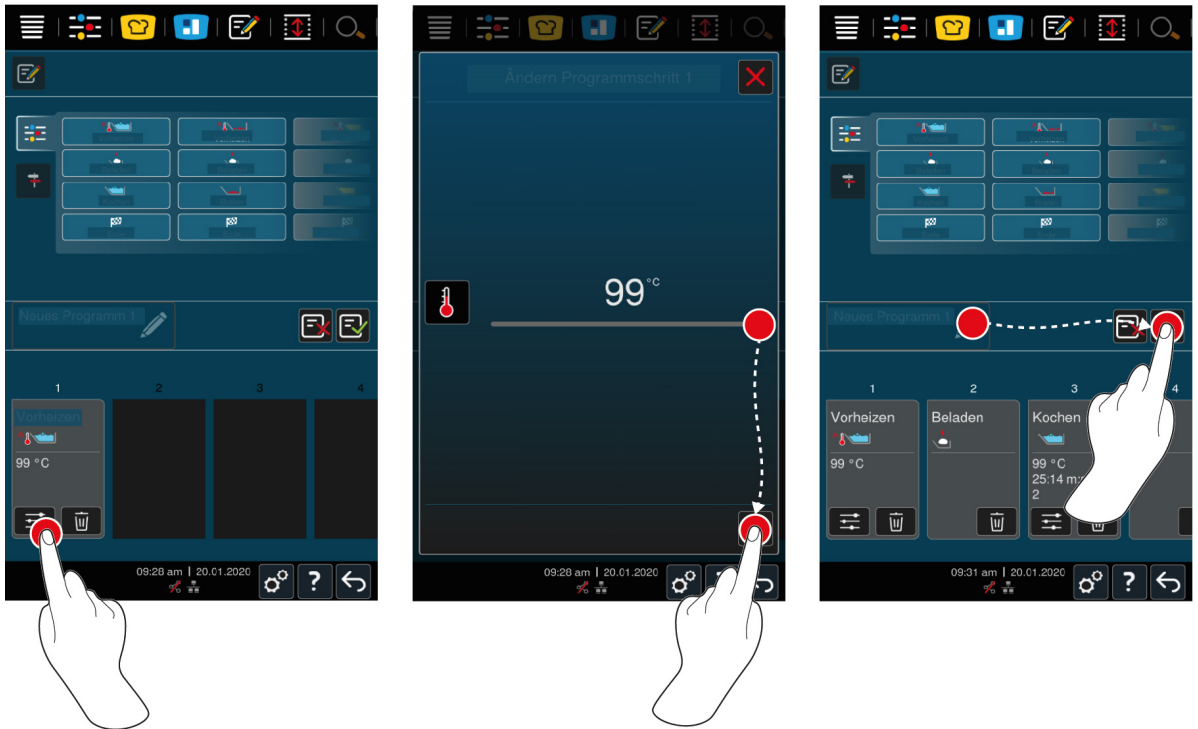 Neues Programm 1
1 2 3 4
Vorheizen
99 °C
09:28 am | 20.01.2020
?
Ändern Programmschritt 1
99 °C
09:28 am | 20.01.2020
Neues Programm 1
1 2 3 4
Vorheizen Beladen Kochen
99 °C 99 °C
25:14
2
09:31 am | 20.01.2020
?